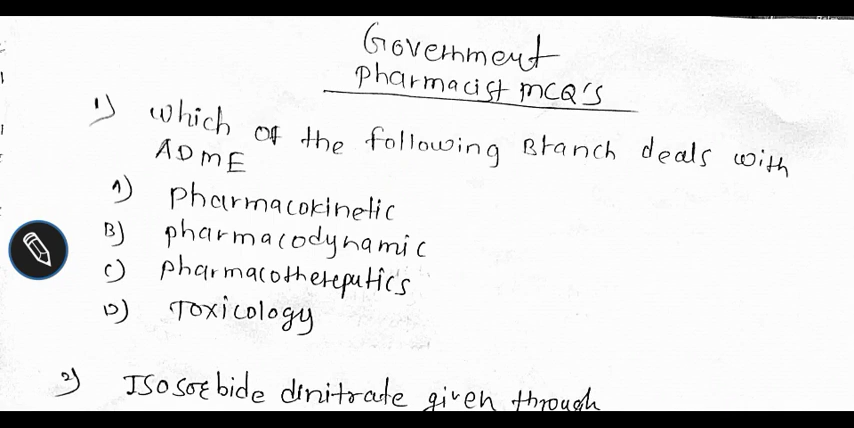 Government
Pharmacist MCQ'S
1) which of the following Branch deals with
ADME
A) Pharmacokinetic
B) pharmacodynamic
C) Pharmacothereputics
D) Toxicology
2) Isosorbide dinitrate given through